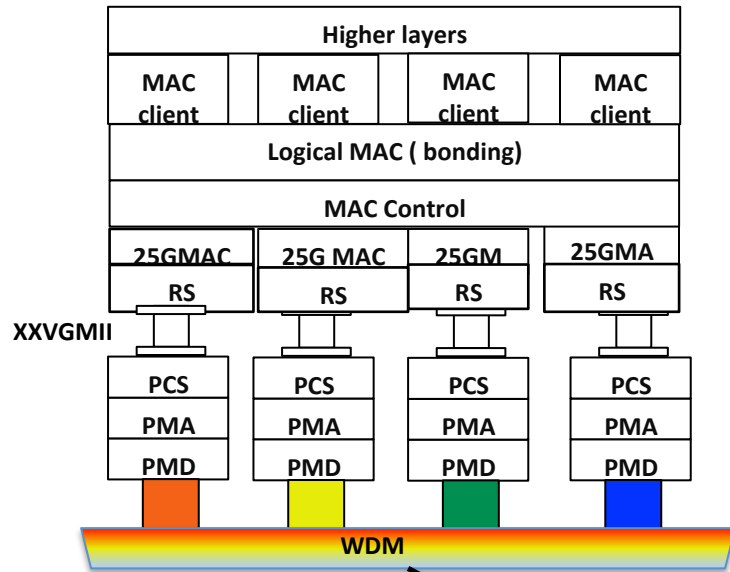 Higher layers
MAC client
MAC client
MAC client
MAC client
Logical MAC ( bonding)
MAC Control
25GMAC
25G MAC
25GM
25GMA
RS
RS
RS
RS
XXVGMII
PCS
PCS
PCS
PCS
PMA
PMA
PMA
PMA
PMD
PMD
PMD
PMD
WDM